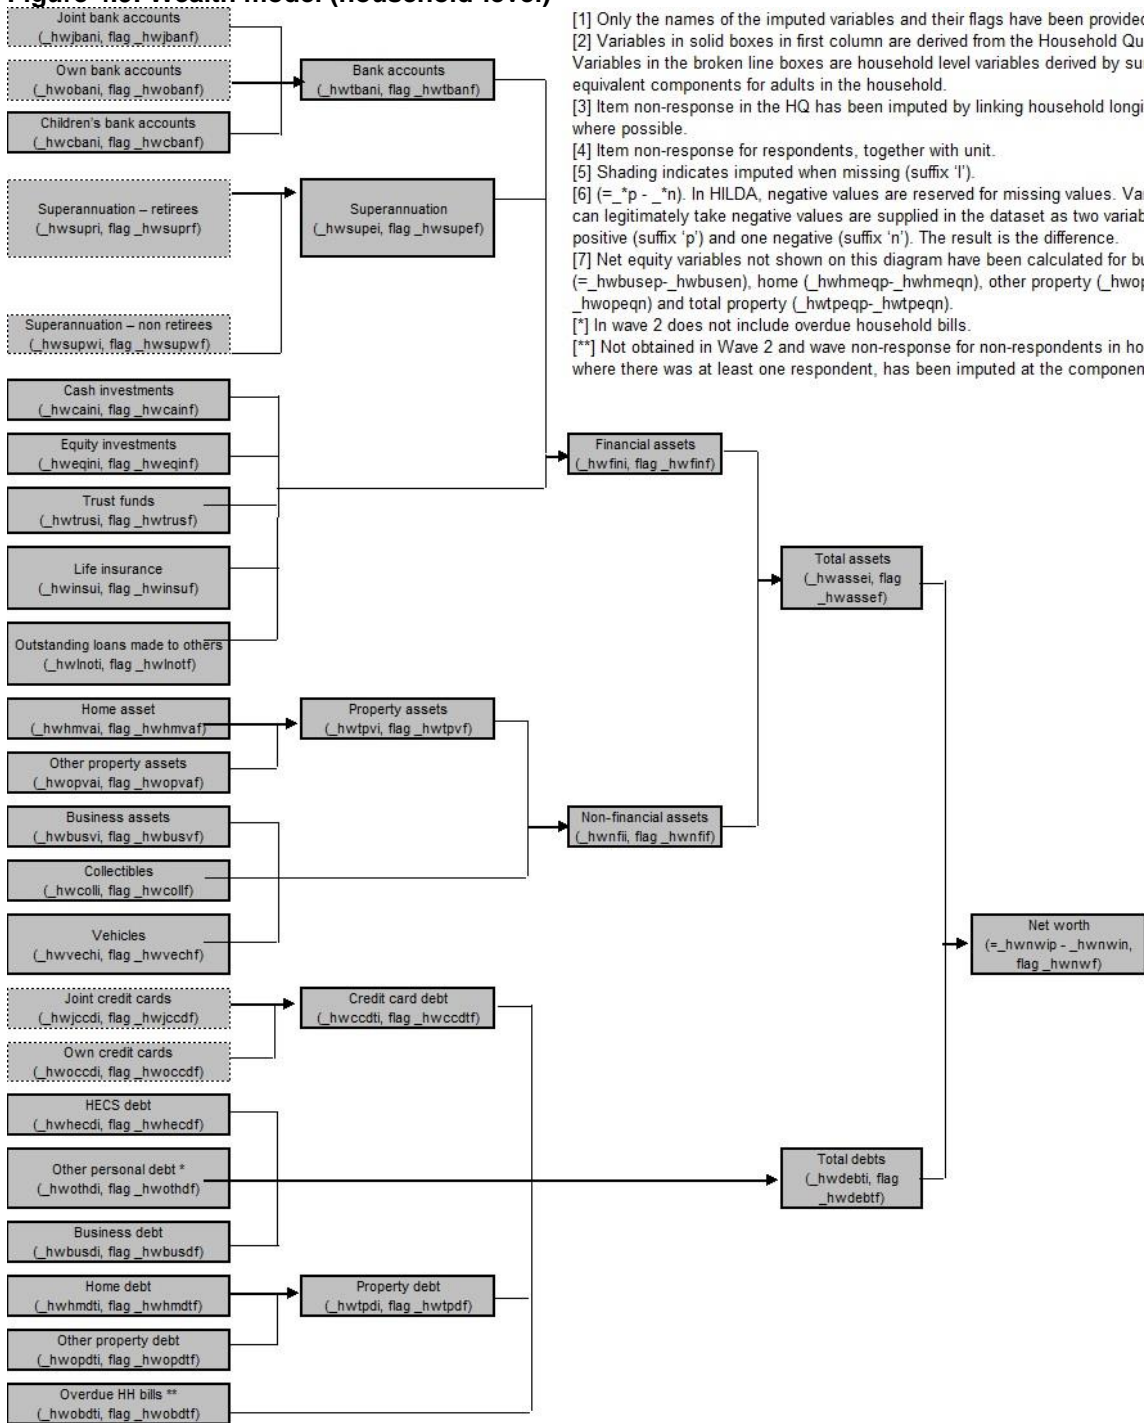 Joint bank accounts
(_hwjbani, flag _hwjbanf)
Own bank accounts
(_hwobani, flag _hwobanf)
Children's bank accounts
(_hwcbani, flag _hwcbanf)
Bank accounts
(_hwtbani, flag _hwtbanf)
Superannuation – retirees
(_hwsupri, flag _hwsuprf)
Superannuation
(_hwsupei, flag _hwsupef)
Superannuation – non retirees
(_hwsupwi, flag _hwsupwf)
[1] Only the names of the imputed variables and their flags have been provided
[2] Variables in solid boxes in first column are derived from the Household Qu
Variables in the broken line boxes are household level variables derived by su
equivalent components for adults in the household.
[3] Item non-response in the HQ has been imputed by linking household longi
where possible.
[4] Item non-response for respondents, together with unit.
[5] Shading indicates imputed when missing (suffix 'I').
[6] (=_*p - _*n). In HILDA, negative values are reserved for missing values. Va
can legitimately take negative values are supplied in the dataset as two variab
positive (suffix 'p') and one negative (suffix 'n'). The result is the difference.
[7] Net equity variables not shown on this diagram have been calculated for bu
(=_hwbusep-_hwbusen), home (_hwhmeqp-_hwhmeqn), other property (_hwop
_hwopeqn) and total property (_hwtpeqp-_hwtpeqn).
[*] In wave 2 does not include overdue household bills.
[**] Not obtained in Wave 2 and wave non-response for non-respondents in ho
where there was at least one respondent, has been imputed at the componen
Cash investments
(_hwcaini, flag _hwcainf)
Equity investments
(_hweqini, flag _hweqinf)
Trust funds
(_hwtrusi, flag _hwtrusf)
Life insurance
(_hwinsui, flag _hwinsuf)
Outstanding loans made to others
(_hwlnoti, flag _hwlnotf)
Financial assets
(_hwfini, flag _hwfinf)
Total assets
(_hwassei, flag
_hwassef)
Home asset
(_hwhmvai, flag _hwhmvaf)
Other property assets
(_hwopvai, flag _hwopvaf)
Property assets
(_hwtpvi, flag _hwtpvf)
Business assets
(_hwbusvi, flag _hwbusvf)
Collectibles
(_hwcolli, flag _hwcollf)
Vehicles
(_hwvechi, flag _hwvechf)
Non-financial assets
(_hwnfii, flag _hwnfif)
Net worth
(=_hwnwip - _hwnwin,
flag _hwnwf)
Joint credit cards
(_hwjccdi, flag _hwjccdf)
Own credit cards
(_hwoccdi, flag _hwoccdf)
Credit card debt
(_hwccdti, flag _hwccdtf)
HECS debt
(_hwhecdi, flag _hwhecdf)
Other personal debt *
(_hwothdi, flag _hwothdf)
Business debt
(_hwbusdi, flag _hwbusdf)
Total debts
(_hwdebti, flag
_hwdebtf)
Home debt
(_hwhmdti, flag _hwhmdtf)
Other property debt
(_hwopdti, flag _hwopdtf)
Property debt
(_hwtpdi, flag _hwtpdf)
Overdue HH bills **
(_hwobdti, flag _hwobdtf)